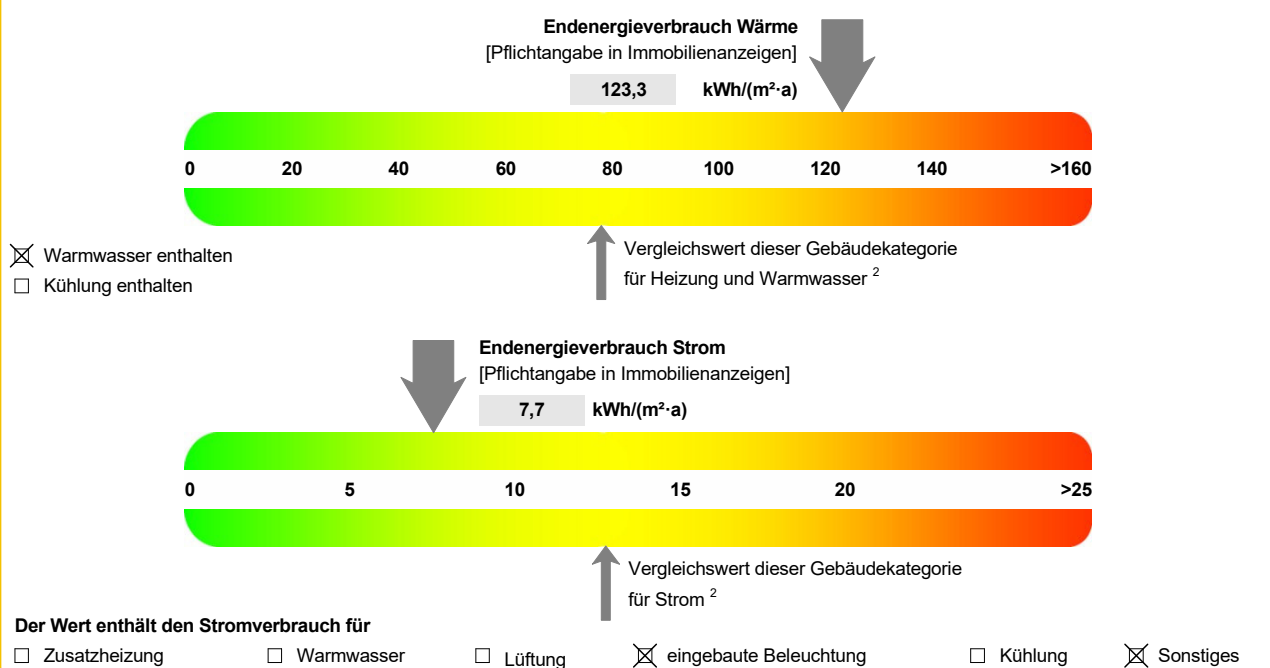 Endenergieverbrauch Wärme
[Pflichtangabe in Immobilienanzeigen]
123,3 kWh/(m²·a)
0 20 40 60 80 100 120 140 >160
Vergleichswert dieser Gebäudekategorie
für Heizung und Warmwasser ²
☒ Warmwasser enthalten
☐ Kühlung enthalten
Endenergieverbrauch Strom
[Pflichtangabe in Immobilienanzeigen]
7,7 kWh/(m²·a)
0 5 10 15 20 >25
Vergleichswert dieser Gebäudekategorie
für Strom ²
Der Wert enthält den Stromverbrauch für
☐ Zusatzheizung ☐ Warmwasser ☐ Lüftung ☒ eingebaute Beleuchtung ☐ Kühlung ☒ Sonstiges